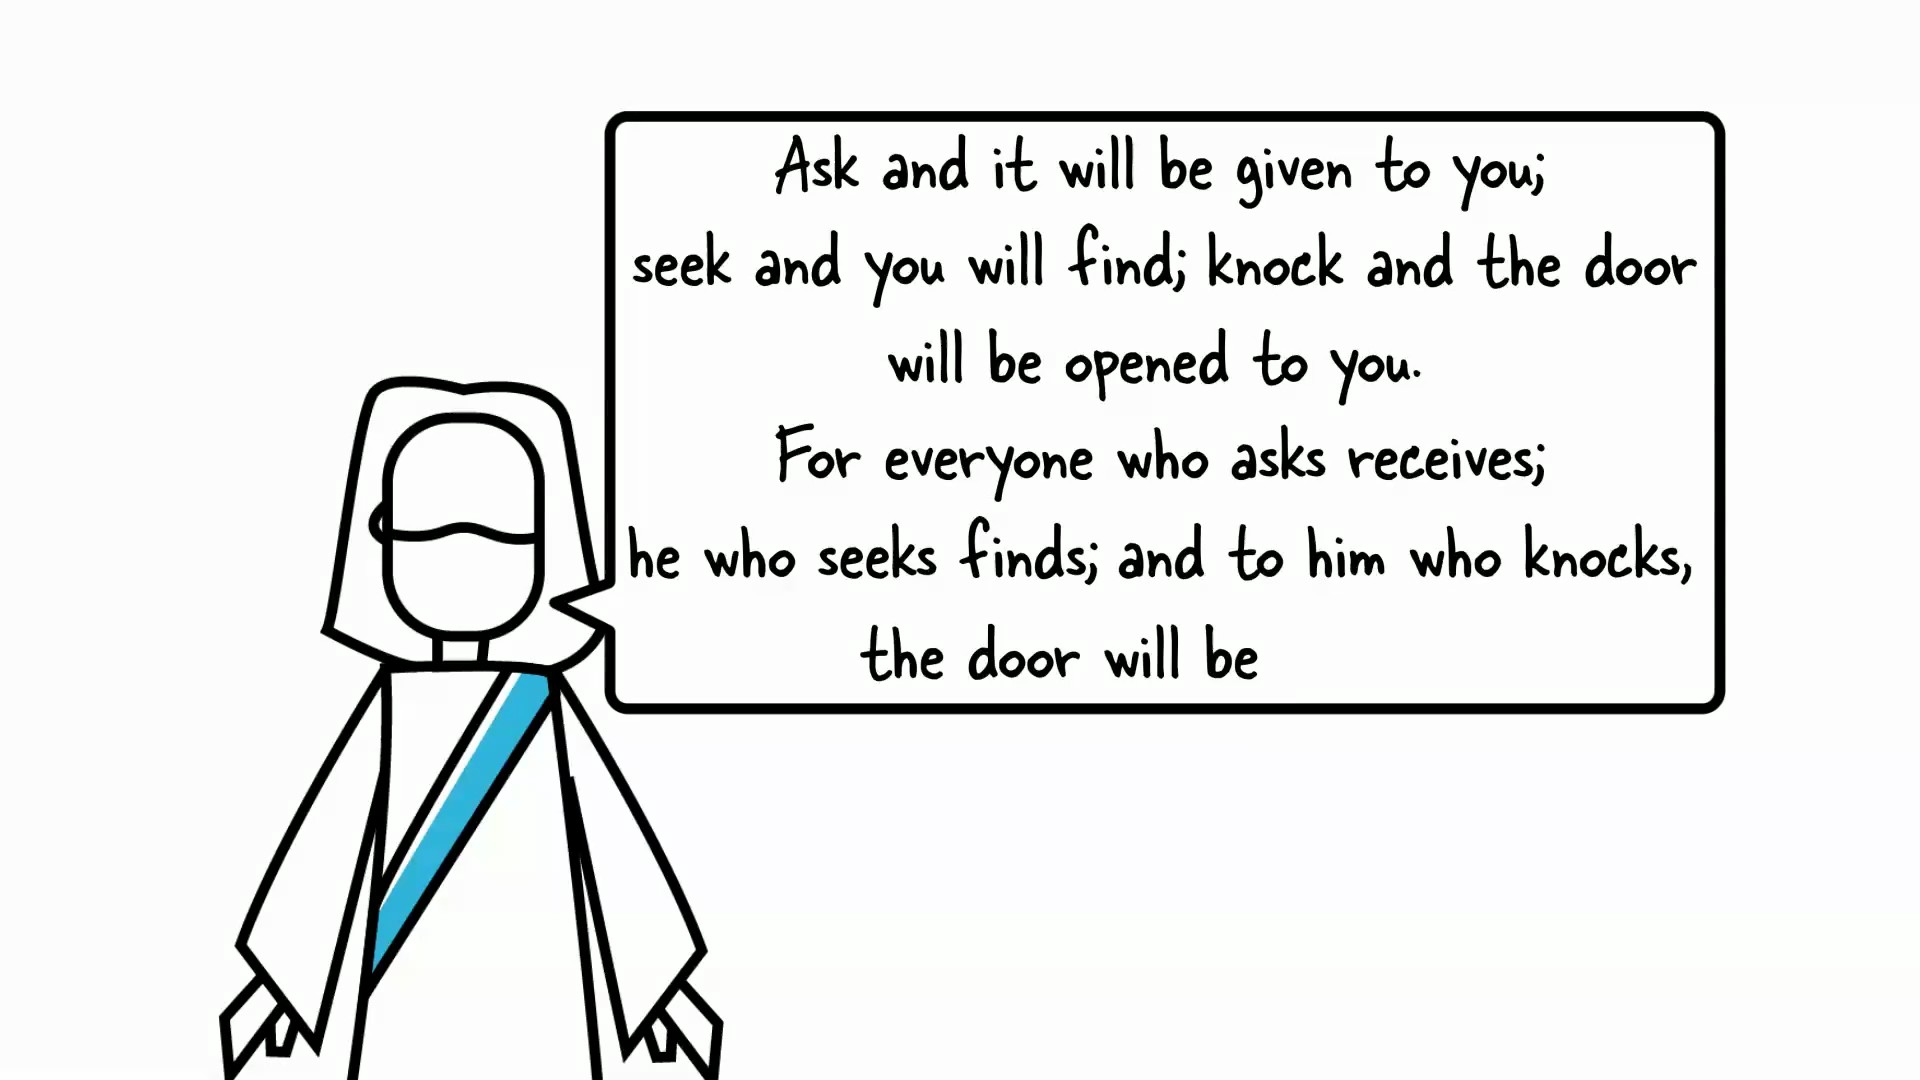 Ask and it will be given to you;
seek and you will find; knock and the door
will be opened to you.
For everyone who asks receives;
he who seeks finds; and to him who knocks,
the door will be